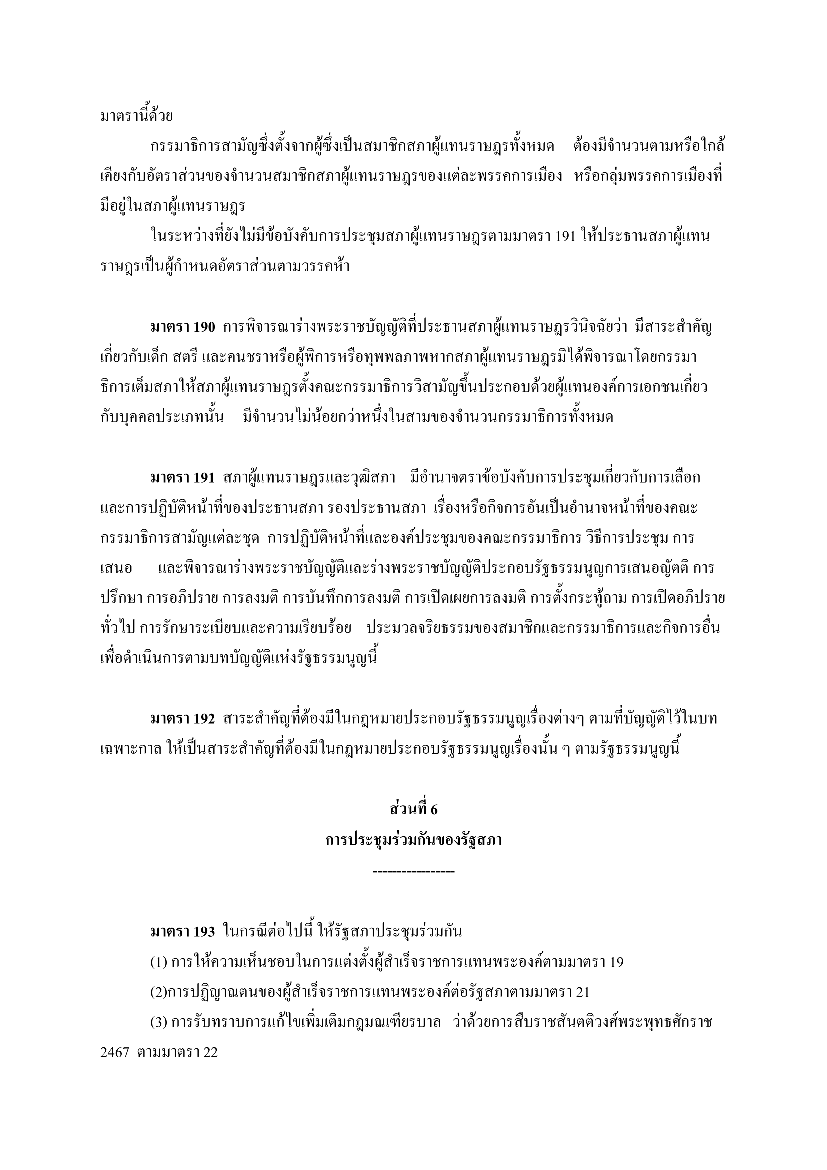 มาตรานี้ด้วย
กรรมาธิการสามัญซึ่งตั้งจากผู้ซึ่งเป็นสมาชิกสภาผู้แทนราษฎรทั้งหมด ต้องมีจำนวนตามหรือใกล้
เคียงกับอัตราส่วนของจำนวนสมาชิกสภาผู้แทนราษฎรของแต่ละพรรคการเมือง หรือกลุ่มพรรคการเมืองที่
มีอยู่ในสภาผู้แทนราษฎร
ในระหว่างที่ยังไม่มีข้อบังคับการประชุมสภาผู้แทนราษฎรตามมาตรา 191 ให้ประธานสภาผู้แทน
ราษฎรเป็นผู้กำหนดอัตราส่วนตามวรรคห้า
มาตรา 190 การพิจารณาร่างพระราชบัญญัติที่ประธานสภาผู้แทนราษฎรวินิจฉัยว่า มีสาระสำคัญ
เกี่ยวกับเด็ก สตรี และคนชราหรือผู้พิการหรือทุพพลภาพหากสภาผู้แทนราษฎรมิได้พิจารณาโดยกรรมา
ธิการเต็มสภาให้สภาผู้แทนราษฎรตั้งคณะกรรมาธิการวิสามัญขึ้นประกอบด้วยผู้แทนองค์การเอกชนเกี่ยว
กับบุคคลประเภทนั้น มีจำนวนไม่น้อยกว่าหนึ่งในสามของจำนวนกรรมาธิการทั้งหมด
มาตรา 191 สภาผู้แทนราษฎรและวุฒิสภา มีอำนาจตราข้อบังคับการประชุมเกี่ยวกับการเลือก
และการปฏิบัติหน้าที่ของประธานสภา รองประธานสภา เรื่องหรือกิจการอันเป็นอำนาจหน้าที่ของคณะ
กรรมาธิการสามัญแต่ละชุด การปฏิบัติหน้าที่และองค์ประชุมของคณะกรรมาธิการ วิธีการประชุม การ
เสนอ และพิจารณาร่างพระราชบัญญัติและร่างพระราชบัญญัติประกอบรัฐธรรมนูญการเสนอญัตติ การ
ปรึกษา การอภิปราย การลงมติ การบันทึกการลงมติ การเปิดเผยการลงมติ การตั้งกระทู้ถาม การเปิดอภิปราย
ทั่วไป การรักษาระเบียบและความเรียบร้อย ประมวลจริยธรรมของสมาชิกและกรรมาธิการและกิจการอื่น
เพื่อดำเนินการตามบทบัญญัติแห่งรัฐธรรมนูญนี้
มาตรา 192 สาระสำคัญที่ต้องมีในกฎหมายประกอบรัฐธรรมนูญเรื่องต่างๆ ตามที่บัญญัติไว้ในบท
เฉพาะกาล ให้เป็นสาระสำคัญที่ต้องมีในกฎหมายประกอบรัฐธรรมนูญเรื่องนั้น ๆ ตามรัฐธรรมนูญนี้
ส่วนที่ 6
การประชุมร่วมกันของรัฐสภา
-----------------
มาตรา 193 ในกรณีต่อไปนี้ ให้รัฐสภาประชุมร่วมกัน
(1) การให้ความเห็นชอบในการแต่งตั้งผู้สำเร็จราชการแทนพระองค์ตามมาตรา 19
(2)การปฏิญาณตนของผู้สำเร็จราชการแทนพระองค์ต่อรัฐสภาตามมาตรา 21
(3) การรับทราบการแก้ไขเพิ่มเติมกฎมณเฑียรบาล ว่าด้วยการสืบราชสันตติวงศ์พระพุทธศักราช
2467 ตามมาตรา 22